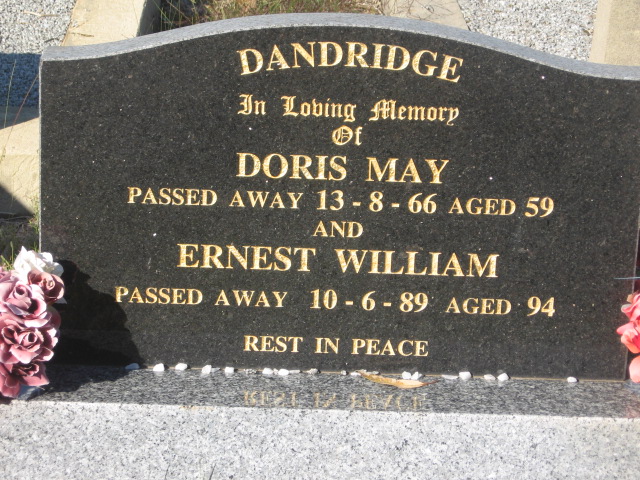 DANDRIDGE
In Loving Memory
Of
DORIS MAY
PASSED AWAY 13 - 8 - 66 AGED 59
AND
ERNEST WILLIAM
PASSED AWAY 10 - 6 - 89 AGED 94
REST IN PEACE